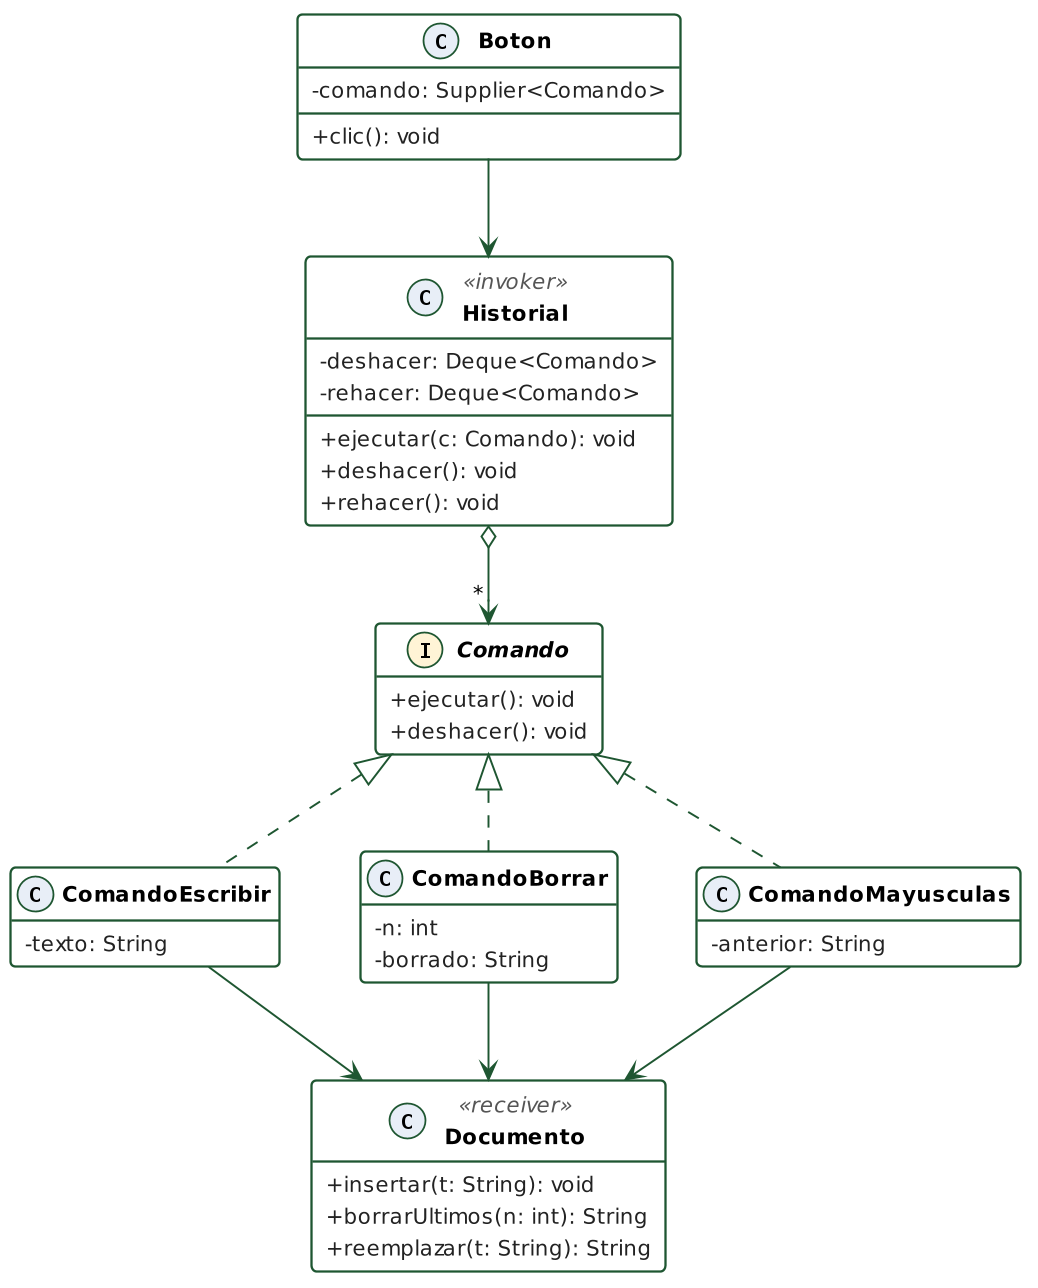 C Boton
-comando: Supplier<Comando>
+clic(): void
«invoker»
C Historial
-deshacer: Deque<Comando>
-rehacer: Deque<Comando>
+ejecutar(c: Comando): void
+deshacer(): void
+rehacer(): void
*
I Comando
+ejecutar(): void
+deshacer(): void
C ComandoEscribir
-texto: String
C ComandoBorrar
-n: int
-borrado: String
C ComandoMayusculas
-anterior: String
«receiver»
C Documento
+insertar(t: String): void
+borrarUltimos(n: int): String
+reemplazar(t: String): String